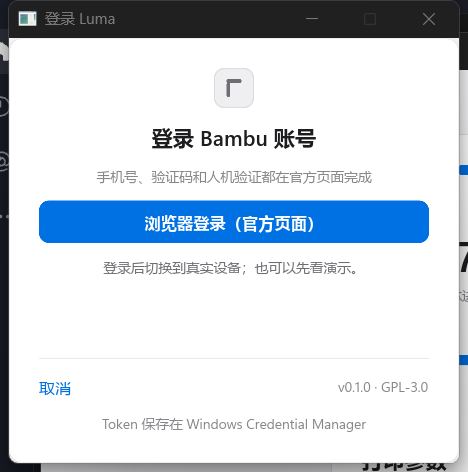 登录 Luma
登录 Bambu 账号
手机号、验证码和人机验证都在官方页面完成
浏览器登录（官方页面）
登录后切换到真实设备；也可以先看演示。
取消
v0.1.0 · GPL-3.0
Token 保存在 Windows Credential Manager